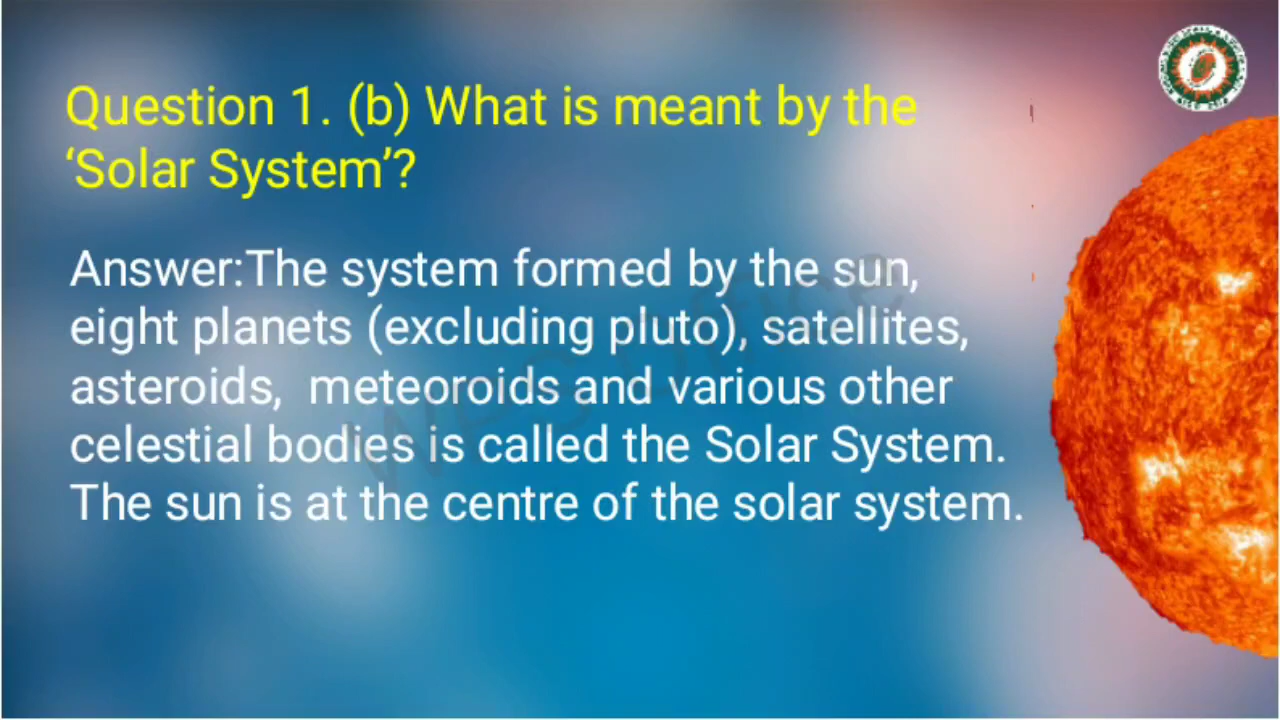 Question 1. (b) What is meant by the
‘Solar System’?
Answer:The system formed by the sun,
eight planets (excluding pluto), satellites,
asteroids,  meteoroids and various other
celestial bodies is called the Solar System.
The sun is at the centre of the solar system.